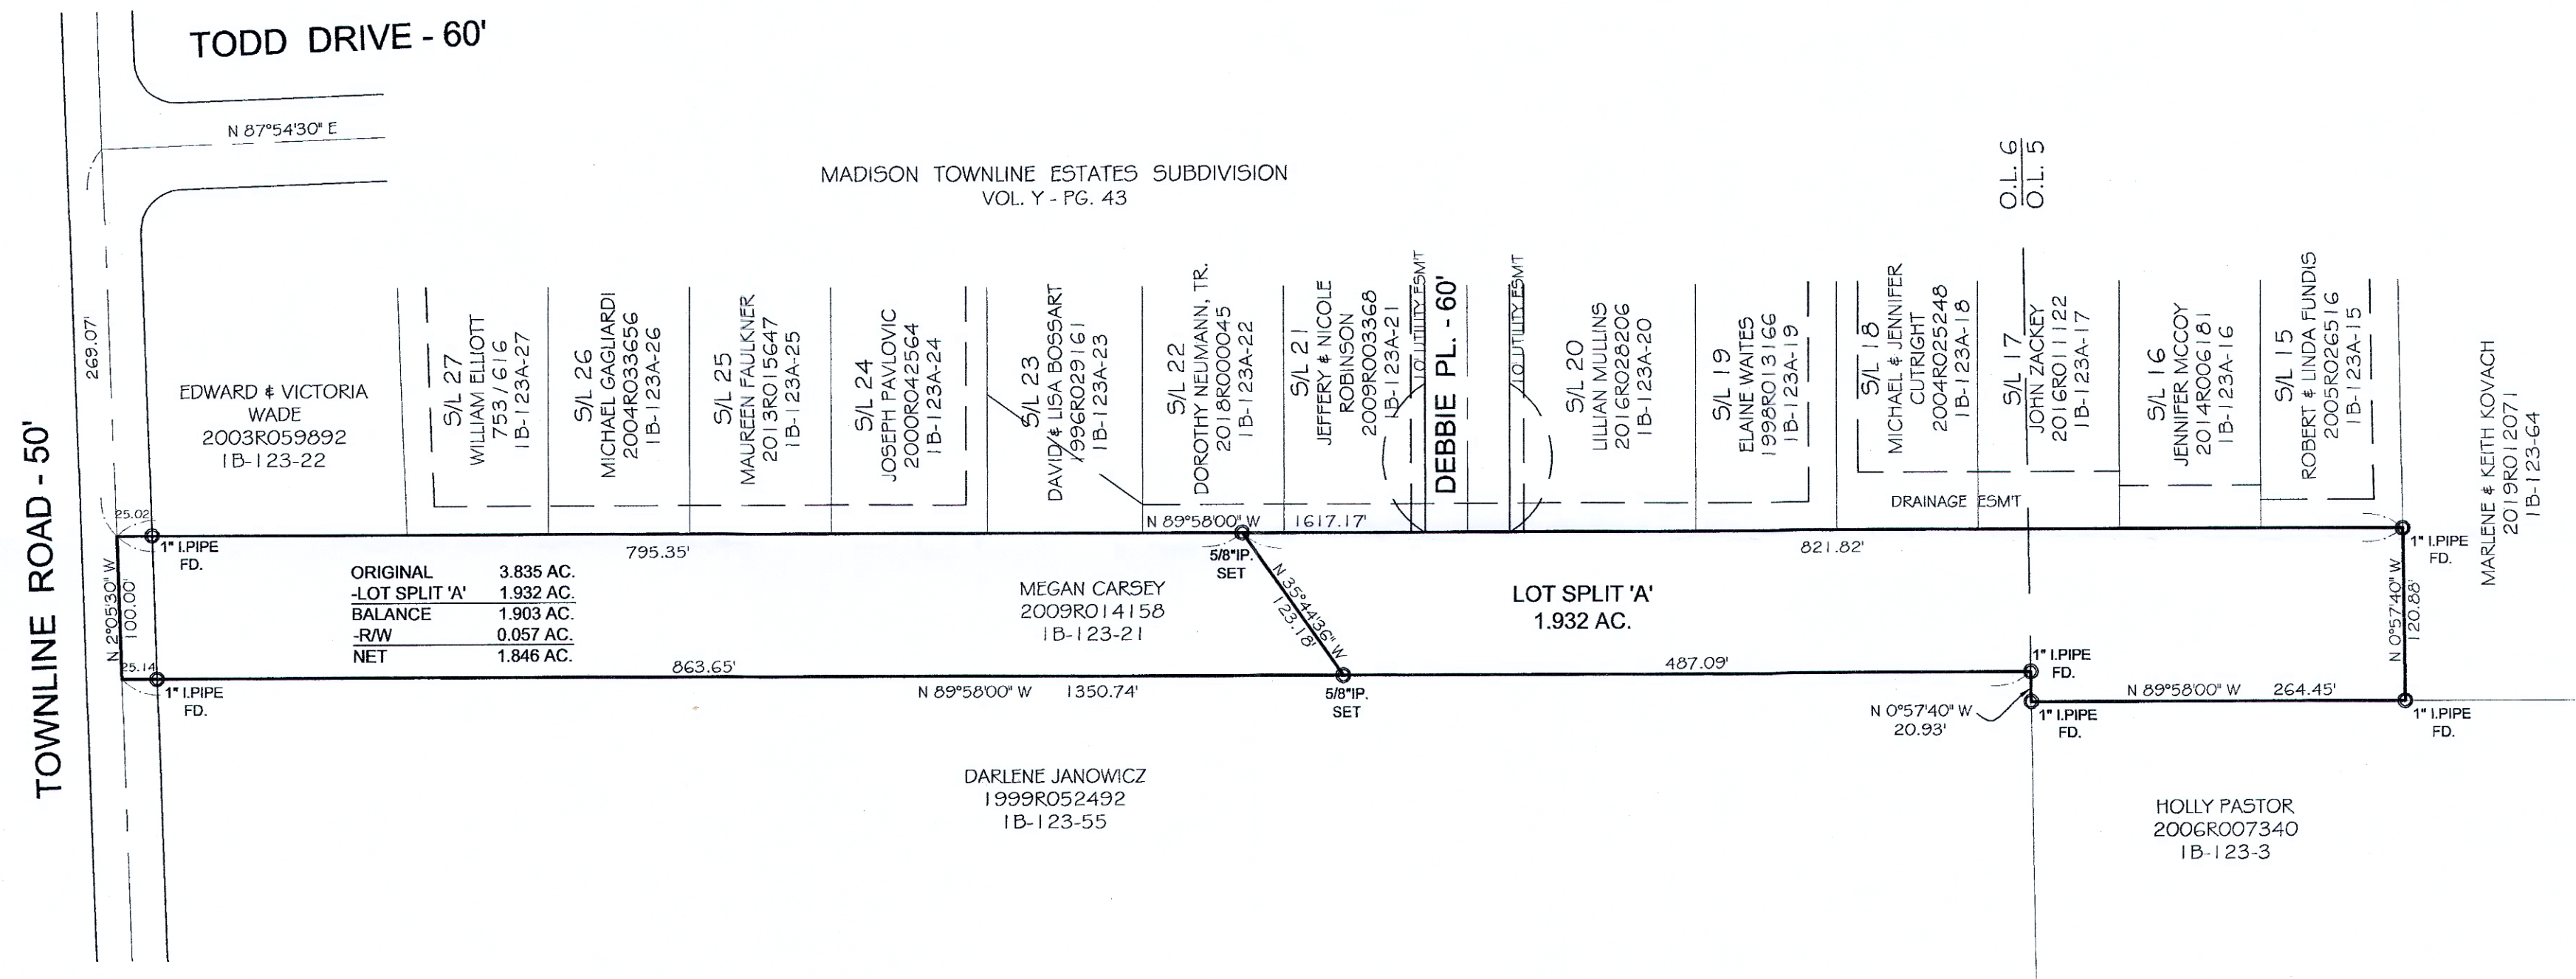 TODD DRIVE - 60'
N 87°54'30" E
269.07'
TOWNLINE ROAD - 50'
MADISON TOWNLINE ESTATES SUBDIVISION
VOL. Y - PG. 43
O.L. 6
O.L. 5
EDWARD & VICTORIA
WADE
2003R059892
1B-123-22
S/L 27
WILLIAM ELLIOTT
753 / 616
1B-123A-27
S/L 26
MICHAEL GAGLIARDI
2004R033656
1B-123A-26
S/L 25
MAUREEN FAULKNER
2013R015647
1B-123A-25
S/L 24
JOSEPH PAVLOVIC
2000R042564
1B-123A-24
S/L 23
DAVID & LISA BOSSART
1996R029161
1B-123A-23
S/L 22
DOROTHY NEUMANN, TR.
2018R000045
1B-123A-22
S/L 21
JEFFERY & NICOLE
ROBINSON
2009R003368
1B-123A-21
10' UTILITY ESM'T
DEBBIE PL. - 60'
10' UTILITY ESM'T
S/L 20
LILLIAN MULLINS
2016R028206
1B-123A-20
S/L 19
ELAINE WAITES
1998R013166
1B-123A-19
S/L 18
MICHAEL & JENNIFER
CUTRIGHT
2004R025248
1B-123A-18
S/L 17
JOHN ZACKEY
2016R011122
1B-123A-17
S/L 16
JENNIFER MCCOY
2014R006181
1B-123A-16
S/L 15
ROBERT & LINDA FUNDIS
2005R026516
1B-123A-15
MARLENE & KEITH KOVACH
2019R012071
1B-123-64
DRAINAGE ESM'T
25.02
N 89°58'00" W 1617.17'
1" I.PIPE
FD.
795.35'
5/8"IP.
SET
821.82'
1" I.PIPE
FD.
N 2°05'30" W
100.00'
ORIGINAL 3.835 AC.
-LOT SPLIT 'A' 1.932 AC.
BALANCE 1.903 AC.
-R/W 0.057 AC.
NET 1.846 AC.
MEGAN CARSEY
2009R014158
1B-123-21
N 35°44'36" W
123.18'
LOT SPLIT 'A'
1.932 AC.
N 0°57'40" W
120.88'
25.14
863.65'
487.09'
1" I.PIPE
FD.
1" I.PIPE
FD.
N 89°58'00" W 1350.74'
5/8"IP.
SET
N 0°57'40" W
20.93'
N 89°58'00" W 264.45'
1" I.PIPE
FD.
1" I.PIPE
FD.
DARLENE JANOWICZ
1999R052492
1B-123-55
HOLLY PASTOR
2006R007340
1B-123-3